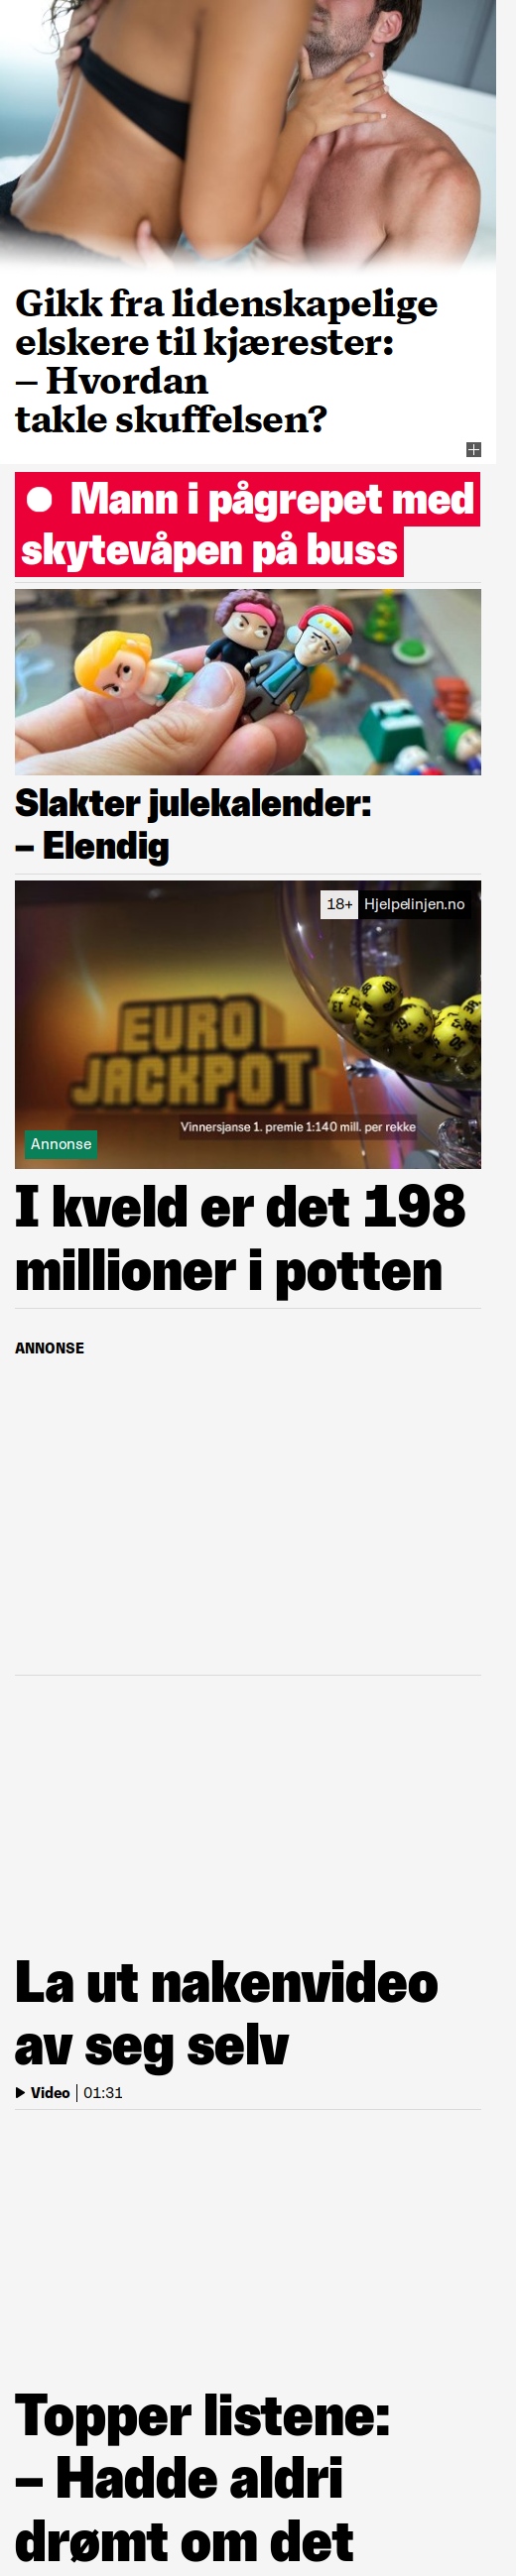 Gikk fra lidenskapelige
elskere til kjærester:
– Hvordan
takle skuffelsen?
Mann i pågrepet med
skytevåpen på buss
Slakter julekalender:
– Elendig
18+ Hjelpelinjen.no
EURO
JACKPOT
Vinnersjanse 1. premie 1:140 mill. per rekke
Annonse
I kveld er det 198
millioner i potten
ANNONSE
La ut nakenvideo
av seg selv
Video | 01:31
Topper listene:
– Hadde aldri
drømt om det